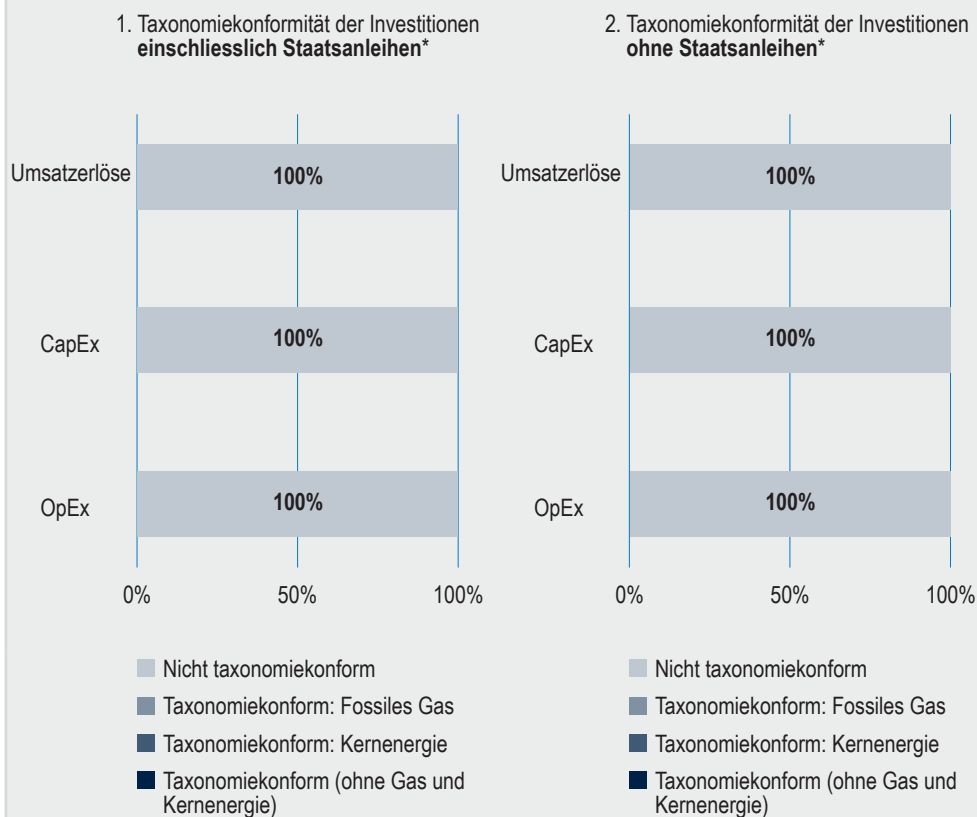 1. Taxonomiekonformität der Investitionen
einschliesslich Staatsanleihen*
Umsatzerlöse
100%
CapEx
100%
OpEx
100%
0%
50%
100%
Nicht taxonomiekonform
Taxonomiekonform: Fossiles Gas
Taxonomiekonform: Kernenergie
Taxonomiekonform (ohne Gas und
Kernenergie)
2. Taxonomiekonformität der Investitionen
ohne Staatsanleihen*
Umsatzerlöse
100%
CapEx
100%
OpEx
100%
0%
50%
100%
Nicht taxonomiekonform
Taxonomiekonform: Fossiles Gas
Taxonomiekonform: Kernenergie
Taxonomiekonform (ohne Gas und
Kernenergie)